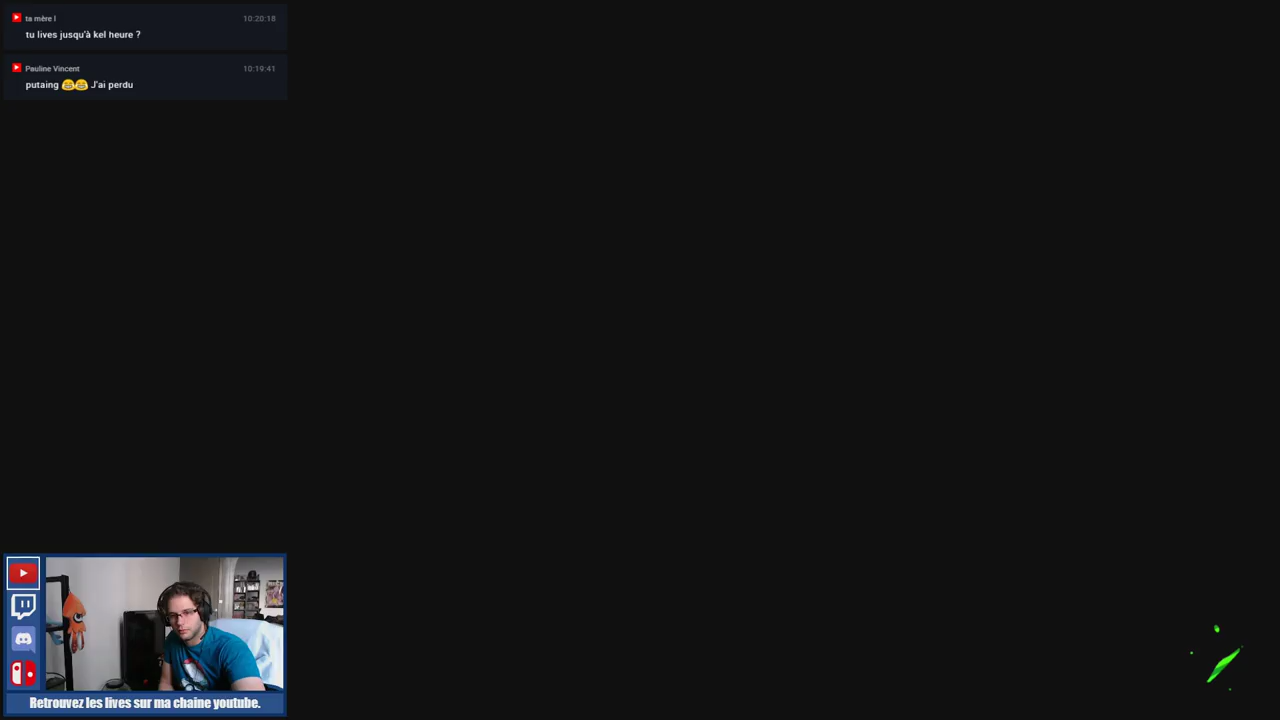 ta mère l
10:20:18
tu lives jusqu'à kel heure ?
Pauline Vincent
10:19:41
putaing 😂😂 J'ai perdu
Retrouvez les lives sur ma chaine youtube.